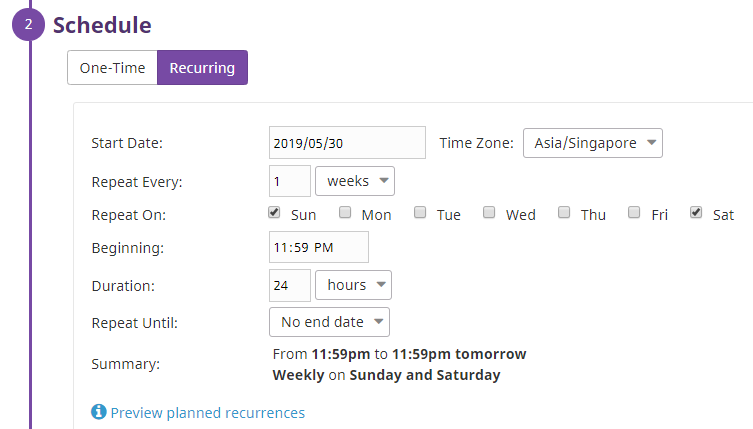 2 Schedule
One-Time Recurring
Start Date: 2019/05/30 Time Zone: Asia/Singapore
Repeat Every: 1 weeks
Repeat On: Sun Mon Tue Wed Thu Fri Sat
Beginning: 11:59 PM
Duration: 24 hours
Repeat Until: No end date
Summary: From 11:59pm to 11:59pm tomorrow
Weekly on Sunday and Saturday
Preview planned recurrences